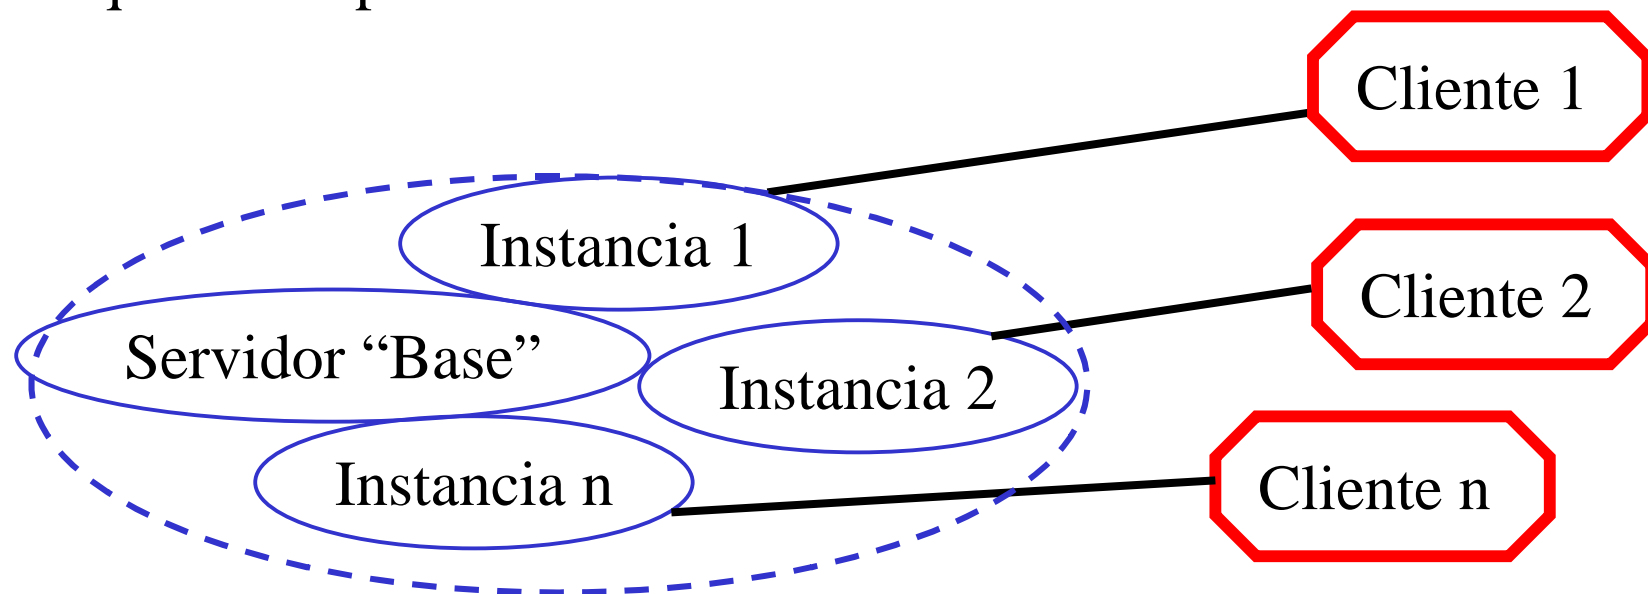 Cliente 1
Instancia 1
Cliente 2
Servidor “Base”
Instancia 2
Instancia n
Cliente n